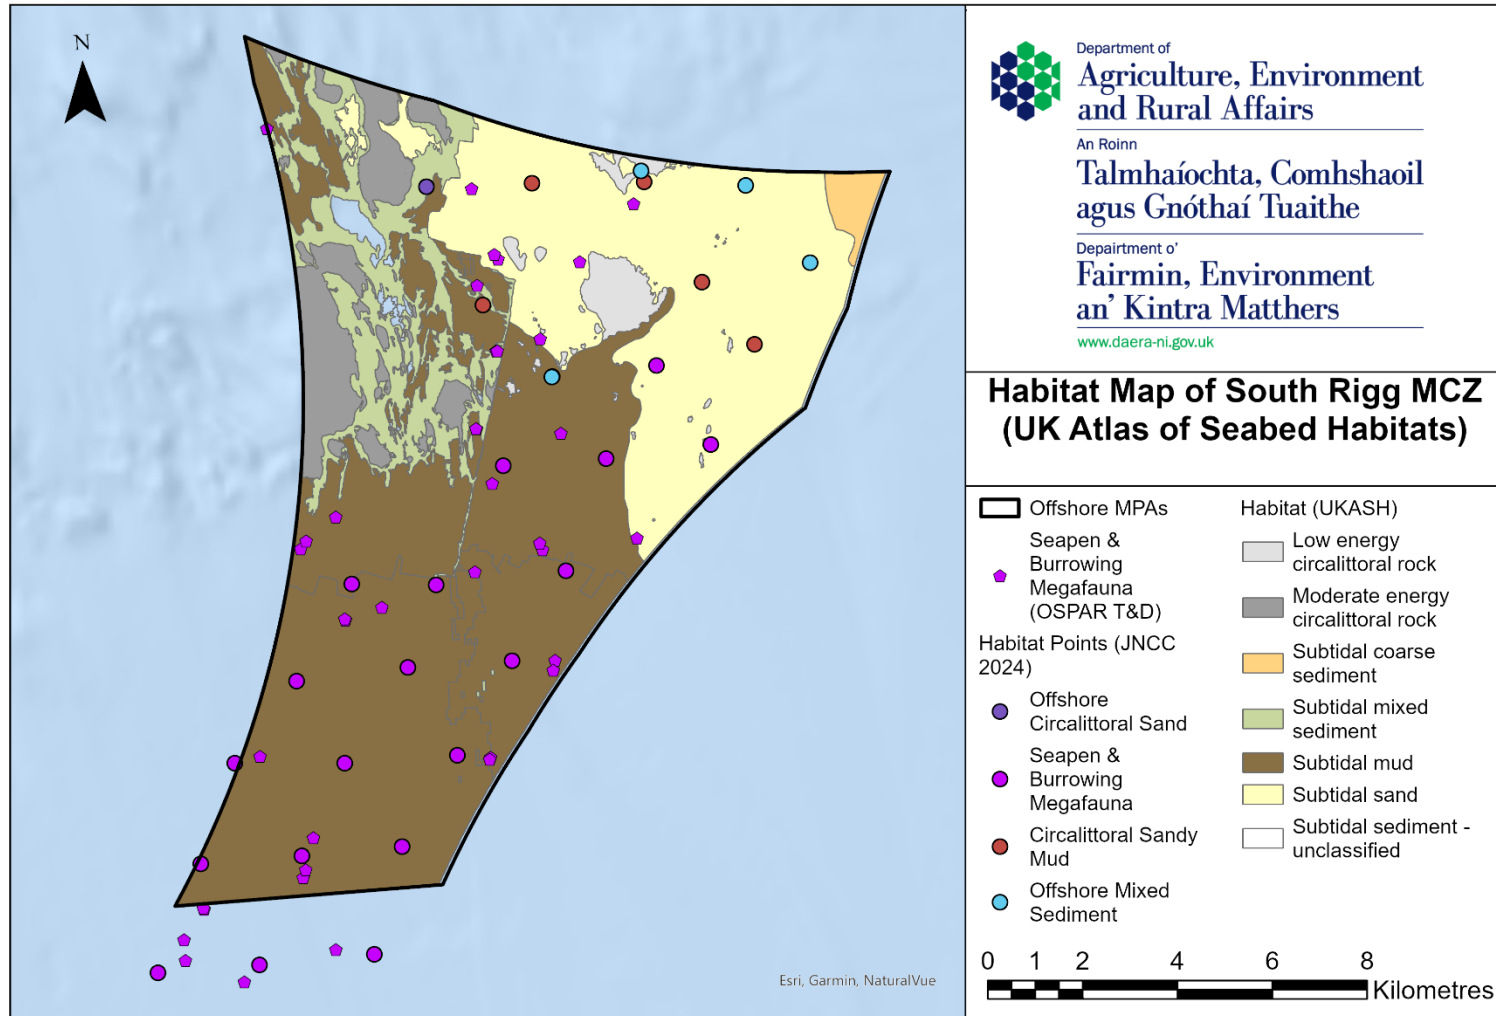 N
Esri, Garmin, NaturalVue
Department of
Agriculture, Environment
and Rural Affairs
An Roinn
Talmhaíochta, Comhshaoil
agus Gnóthaí Tuaithe
Depairtment o'
Fairmin, Environment
an' Kintra Matthers
www.daera-ni.gov.uk
Habitat Map of South Rigg MCZ
(UK Atlas of Seabed Habitats)
Offshore MPAs
Seapen &
Burrowing
Megafauna
(OSPAR T&D)
Habitat Points (JNCC
2024)
Offshore
Circalittoral Sand
Seapen &
Burrowing
Megafauna
Circalittoral Sandy
Mud
Offshore Mixed
Sediment
Habitat (UKASH)
Low energy
circalittoral rock
Moderate energy
circalittoral rock
Subtidal coarse
sediment
Subtidal mixed
sediment
Subtidal mud
Subtidal sand
Subtidal sediment -
unclassified
0 1 2 4 6 8
Kilometres